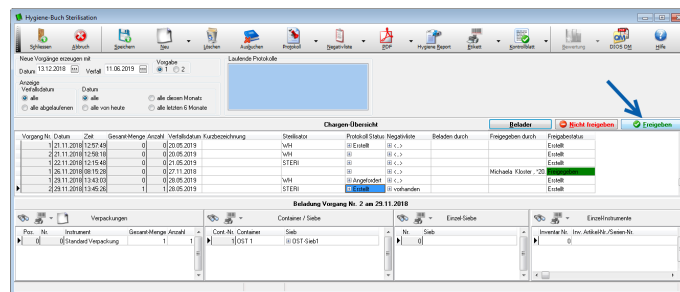 Hygiene-Buch Sterilisation
Schliessen Abbruch Speichern Neu Löschen Ausbuchen Protokoll Negativliste PDF Hygiene Report Etikett Kontrollblatt Bewertung DIOS QM Hilfe
Neue Vorgänge erzeugen mit
Datum 13.12.2018 Verfall 11.06.2019 Vorgabe 1 2
Laufende Protokolle
Anzeige
Verfallsdatum Datum
alle alle alle diesen Monats
alle abgelaufenen alle von heute alle letzten 6 Monate
Chargen-Übersicht Belader Nicht freigeben Freigeben
Vorgang Nr. Datum Zeit Gesamt-Menge Anzahl Verfallsdatum Kurzbezeichnung Sterilisator Protokoll Status Negativliste Beladen durch Freigegeben durch Freigabestatus
1 21.11.2018 12:57:49 0 0 20.05.2019 WH Erstellt <..> Erstellt
2 21.11.2018 12:58:18 0 0 20.05.2019 WH <..> Erstellt
1 22.11.2018 12:15:48 0 0 21.05.2019 STERI <..> Erstellt
1 26.11.2018 08:15:28 0 0 27.11.2018 Michaela Kloster , *20. Freigegeben
1 29.11.2018 13:43:03 0 0 28.05.2019 WH Angefordert <..> Erstellt
2 29.11.2018 13:45:26 1 1 28.05.2019 STERI Erstellt vorhanden Erstellt
Beladung Vorgang Nr. 2 am 29.11.2018
Verpackungen Container / Siebe Einzel-Siebe Einzel-Instrumente
Pos. Nr. Instrument Gesamt-Menge Anzahl Cont.-Nr. Container Sieb Nr. Sieb Inventar Nr. Inv. Artikel-Nr./Serien-Nr.
0 0 Standard Verpackung 1 1 1 OST 1 OST-Sieb1 0 0